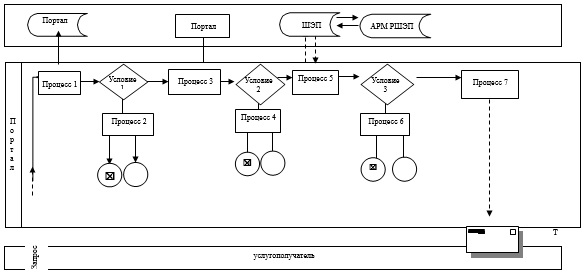 Портал
Портал
ШЭП
АРМ РШЭП
Процесс 1
Условие
1
Процесс 3
Условие
2
Процесс 5
Условие
3
Процесс 7
Процесс 2
Процесс 4
Процесс 6
Портал
Т
Запрос
услугополучатель